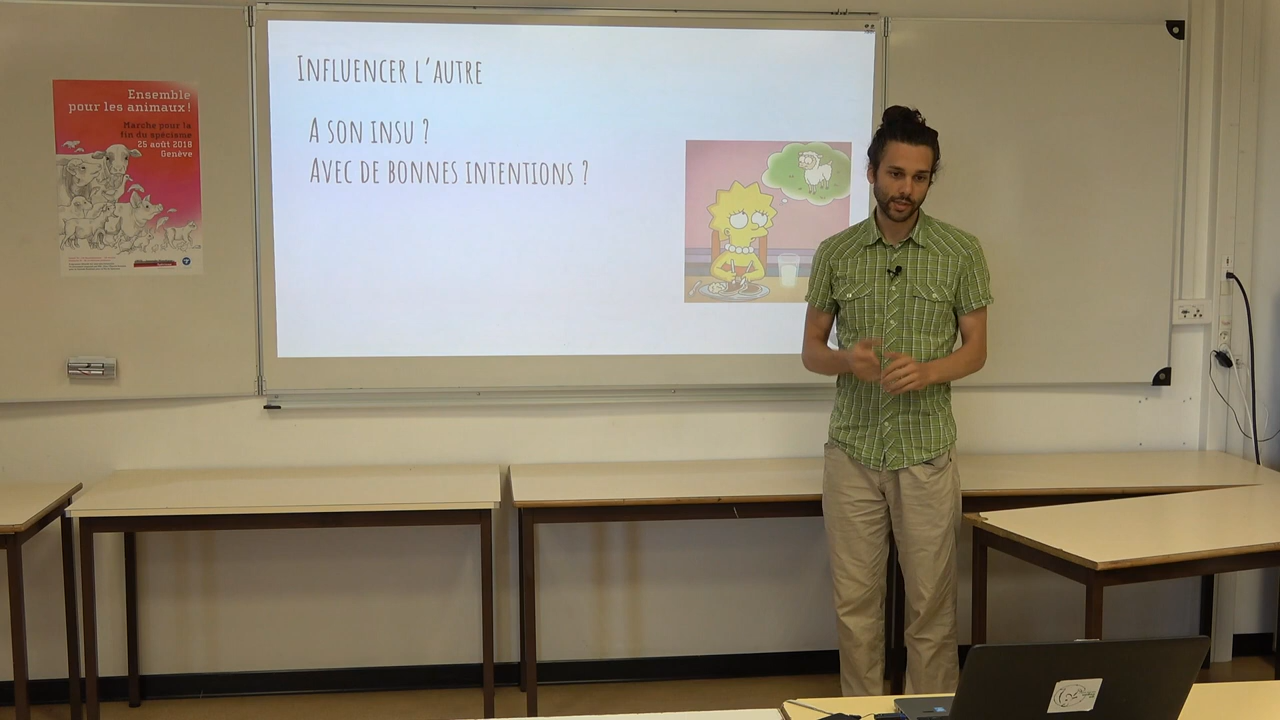 Ensemble
pour les animaux !
Marche pour la
fin du spécisme
25 août 2018
Genève
Influencer l'autre
A son insu ?
Avec de bonnes intentions ?